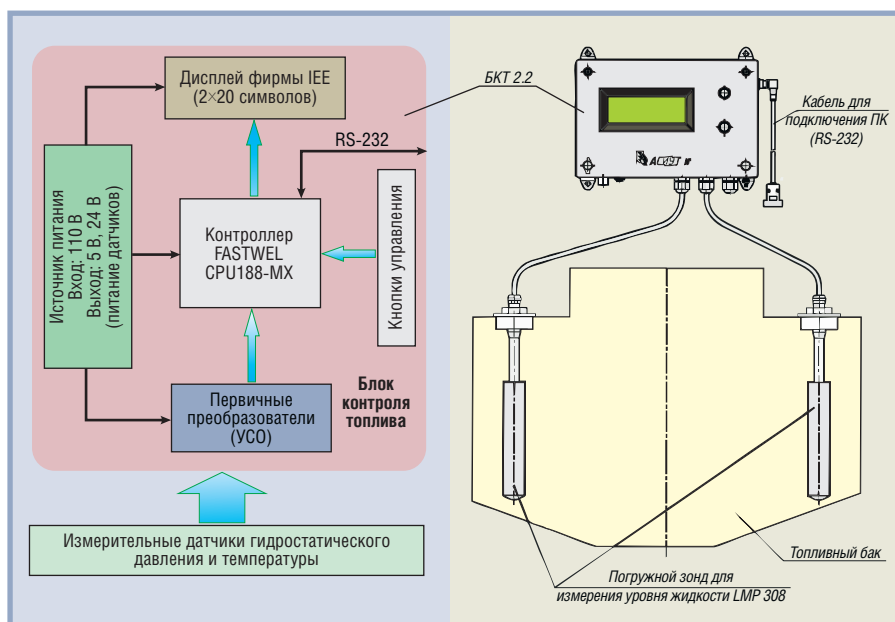 Дисплей фирмы IEE
(2×20 символов)
RS-232
Источник питания
Вход: 110 В
Выход: 5 В, 24 В
(питание датчиков)
Контроллер
FASTWEL
CPU188-MX
Кнопки управления
Первичные
преобразователи
(УСО)
Блок
контроля
топлива
Измерительные датчики гидростатического
давления и температуры
БКТ 2.2
Кабель для
подключения ПК
(RS-232)
Топливный бак
Погружной зонд для
измерения уровня жидкости LMP 308